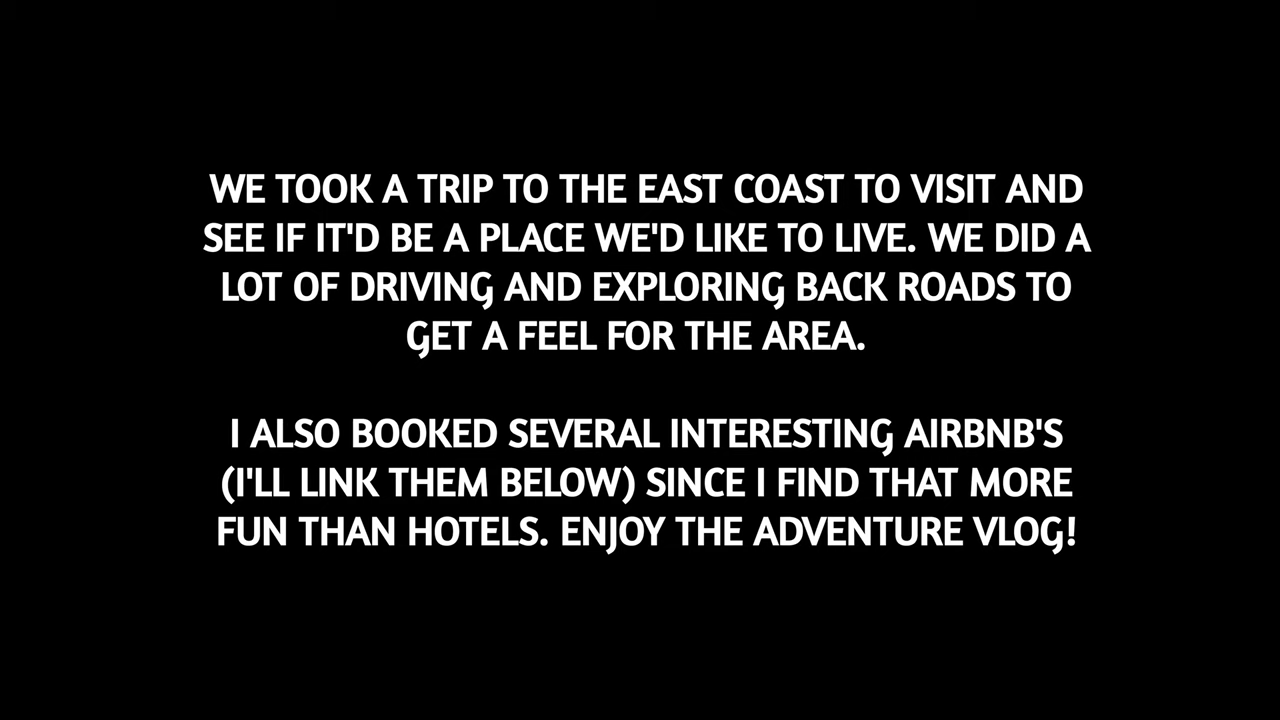 WE TOOK A TRIP TO THE EAST COAST TO VISIT AND
SEE IF IT'D BE A PLACE WE'D LIKE TO LIVE. WE DID A
LOT OF DRIVING AND EXPLORING BACK ROADS TO
GET A FEEL FOR THE AREA.
I ALSO BOOKED SEVERAL INTERESTING AIRBNB'S
(I'LL LINK THEM BELOW) SINCE I FIND THAT MORE
FUN THAN HOTELS. ENJOY THE ADVENTURE VLOG!